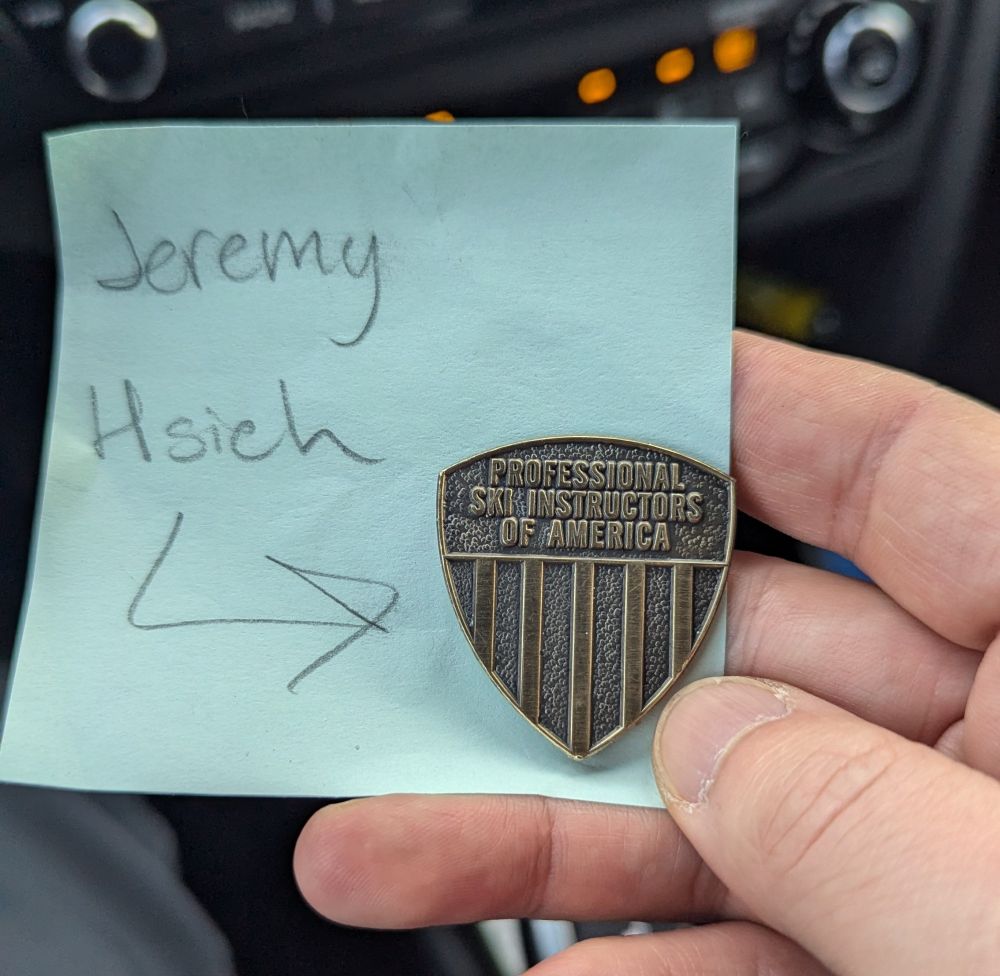 Jeremy
Hsieh
PROFESSIONAL
SKI INSTRUCTORS
OF AMERICA